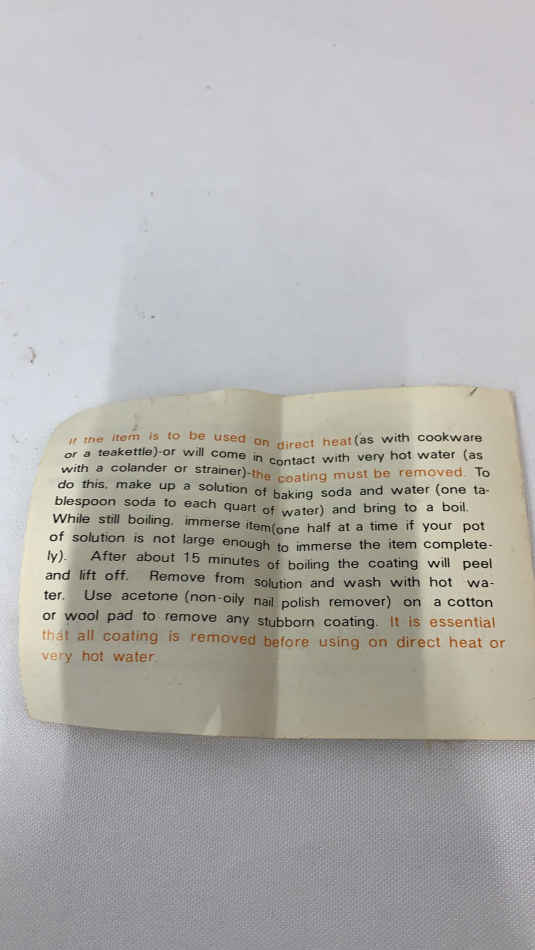 If the item is to be used on direct heat(as with cookware
or a teakettle)-or will come in contact with very hot water (as
with a colander or strainer)-the coating must be removed. To
do this, make up a solution of baking soda and water (one ta-
blespoon soda to each quart of water) and bring to a boil.
While still boiling, immerse item(one half at a time if your pot
of solution is not large enough to immerse the item complete-
ly). After about 15 minutes of boiling the coating will peel
and lift off. Remove from solution and wash with hot wa-
ter. Use acetone (non-oily nail polish remover) on a cotton
or wool pad to remove any stubborn coating. It is essential
that all coating is removed before using on direct heat or
very hot water.